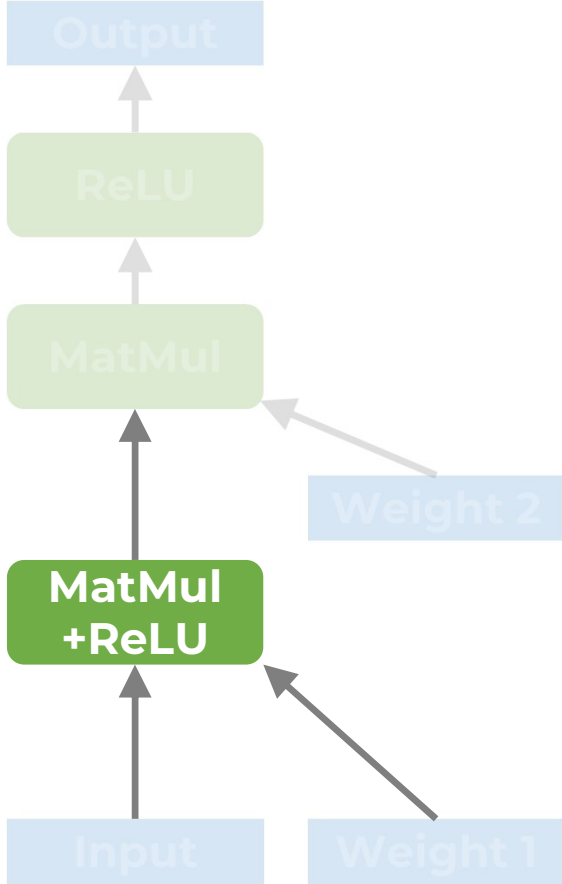 Output
ReLU
MatMul
Weight 2
MatMul
+ReLU
Input
Weight 1